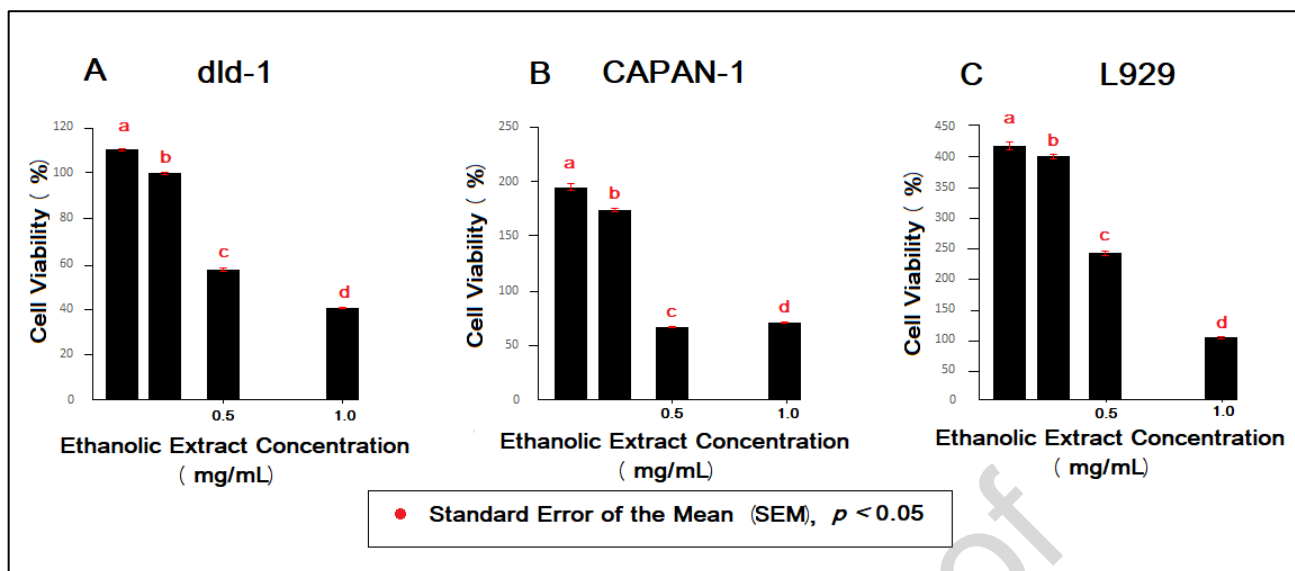 A dld-1
120
100
80
60
40
20
0
a
b
c
d
0.5 1.0
Cell Viability ( %)
Ethanolic Extract Concentration
( mg/mL)
B CAPAN-1
250
200
150
100
50
0
a
b
c
d
0.5 1.0
Cell Viability ( %)
Ethanolic Extract Concentration
( mg/mL)
C L929
450
400
350
300
250
200
150
100
50
0
a
b
c
d
0.5 1.0
Cell Viability ( %)
Ethanolic Extract Concentration
( mg/mL)
Standard Error of the Mean (SEM), p < 0.05